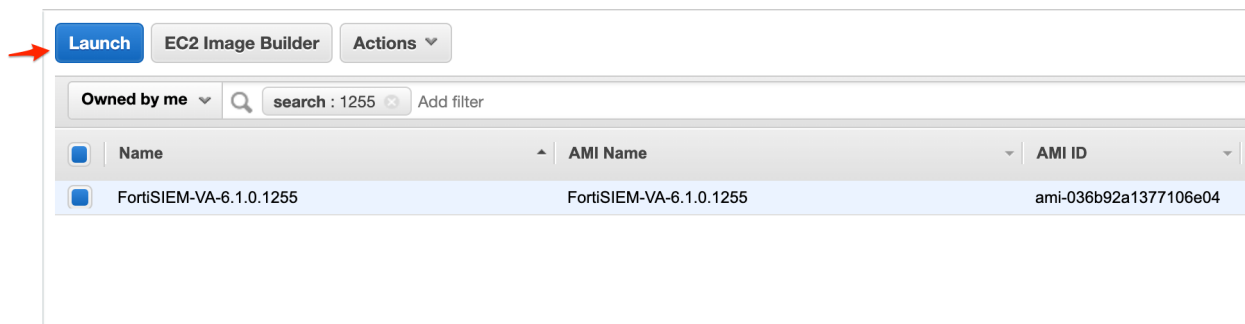 Launch EC2 Image Builder Actions
Owned by me search : 1255 Add filter
Name AMI Name AMI ID
FortiSIEM-VA-6.1.0.1255 FortiSIEM-VA-6.1.0.1255 ami-036b92a1377106e04